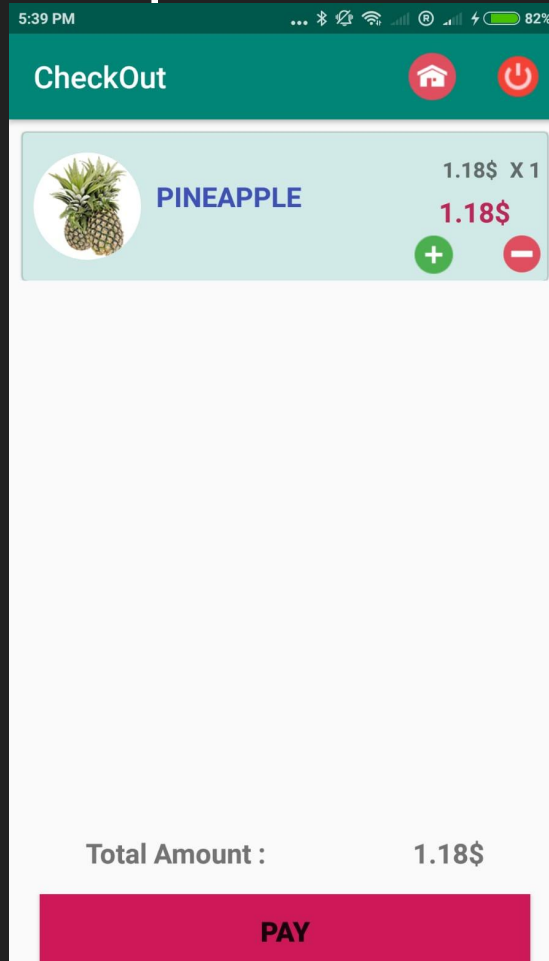 5:39 PM ... ® 82%
CheckOut
PINEAPPLE
1.18$ X 1
1.18$
Total Amount : 1.18$
PAY